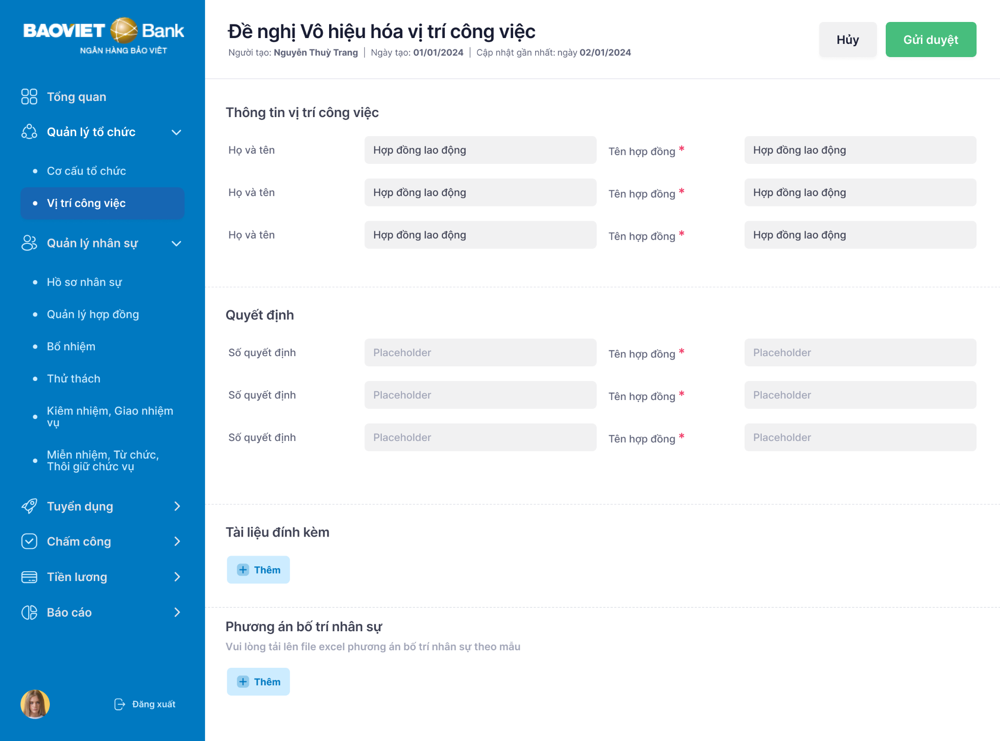 BAOVIET Bank
NGÂN HÀNG BẢO VIỆT
Tổng quan
Quản lý tổ chức
Cơ cấu tổ chức
Vị trí công việc
Quản lý nhân sự
Hồ sơ nhân sự
Quản lý hợp đồng
Bổ nhiệm
Thử thách
Kiêm nhiệm, Giao nhiệm
vụ
Miễn nhiệm, Từ chức,
Thôi giữ chức vụ
Tuyển dụng
Chấm công
Tiền lương
Báo cáo
Đăng xuất
Đề nghị Vô hiệu hóa vị trí công việc
Người tạo: Nguyễn Thuỳ Trang | Ngày tạo: 01/01/2024 | Cập nhật gần nhất: ngày 02/01/2024
Hủy
Gửi duyệt
Thông tin vị trí công việc
Họ và tên Hợp đồng lao động Tên hợp đồng * Hợp đồng lao động
Họ và tên Hợp đồng lao động Tên hợp đồng * Hợp đồng lao động
Họ và tên Hợp đồng lao động Tên hợp đồng * Hợp đồng lao động
Quyết định
Số quyết định Placeholder Tên hợp đồng * Placeholder
Số quyết định Placeholder Tên hợp đồng * Placeholder
Số quyết định Placeholder Tên hợp đồng * Placeholder
Tài liệu đính kèm
Thêm
Phương án bố trí nhân sự
Vui lòng tải lên file excel phương án bố trí nhân sự theo mẫu
Thêm